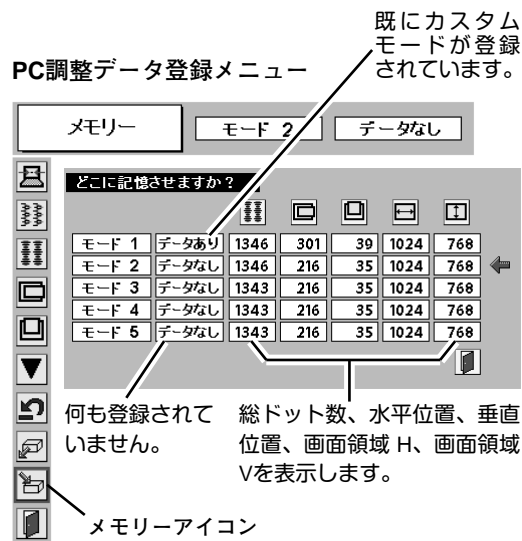 既にカスタム
モードが登録
されています。
PC調整データ登録メニュー
メモリー モード 2 データなし
どこに記憶させますか?
モード 1 データあり 1346 301 39 1024 768
モード 2 データなし 1346 216 35 1024 768
モード 3 データなし 1343 216 35 1024 768
モード 4 データなし 1343 216 35 1024 768
モード 5 データなし 1343 216 35 1024 768
何も登録されて
いません。
総ドット数、水平位置、垂直
位置、画面領域 H、画面領域
Vを表示します。
メモリーアイコン